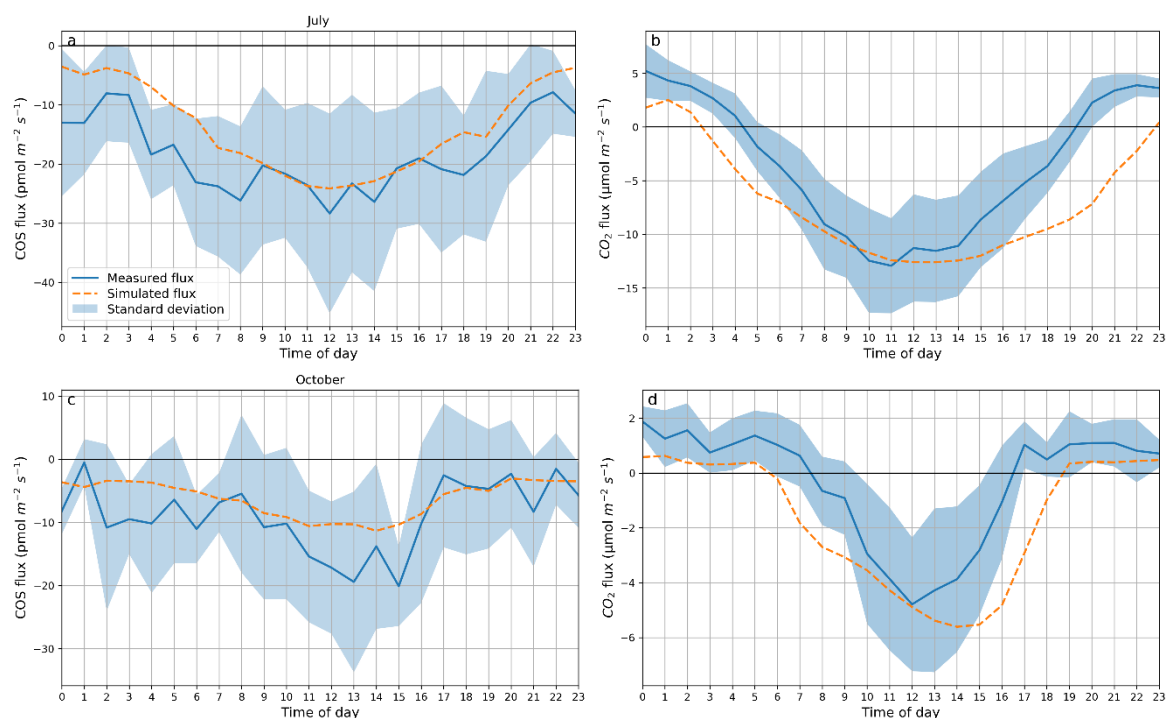 July
a
0
−10
−20
−30
−40
COS flux (pmol m⁻² s⁻¹)
Measured flux
Simulated flux
Standard deviation
0 1 2 3 4 5 6 7 8 9 10 11 12 13 14 15 16 17 18 19 20 21 22 23
Time of day
b
5
0
−5
−10
−15
CO₂ flux (μmol m⁻² s⁻¹)
0 1 2 3 4 5 6 7 8 9 10 11 12 13 14 15 16 17 18 19 20 21 22 23
Time of day
October
c
10
0
−10
−20
−30
COS flux (pmol m⁻² s⁻¹)
0 1 2 3 4 5 6 7 8 9 10 11 12 13 14 15 16 17 18 19 20 21 22 23
Time of day
d
2
0
−2
−4
−6
CO₂ flux (μmol m⁻² s⁻¹)
0 1 2 3 4 5 6 7 8 9 10 11 12 13 14 15 16 17 18 19 20 21 22 23
Time of day